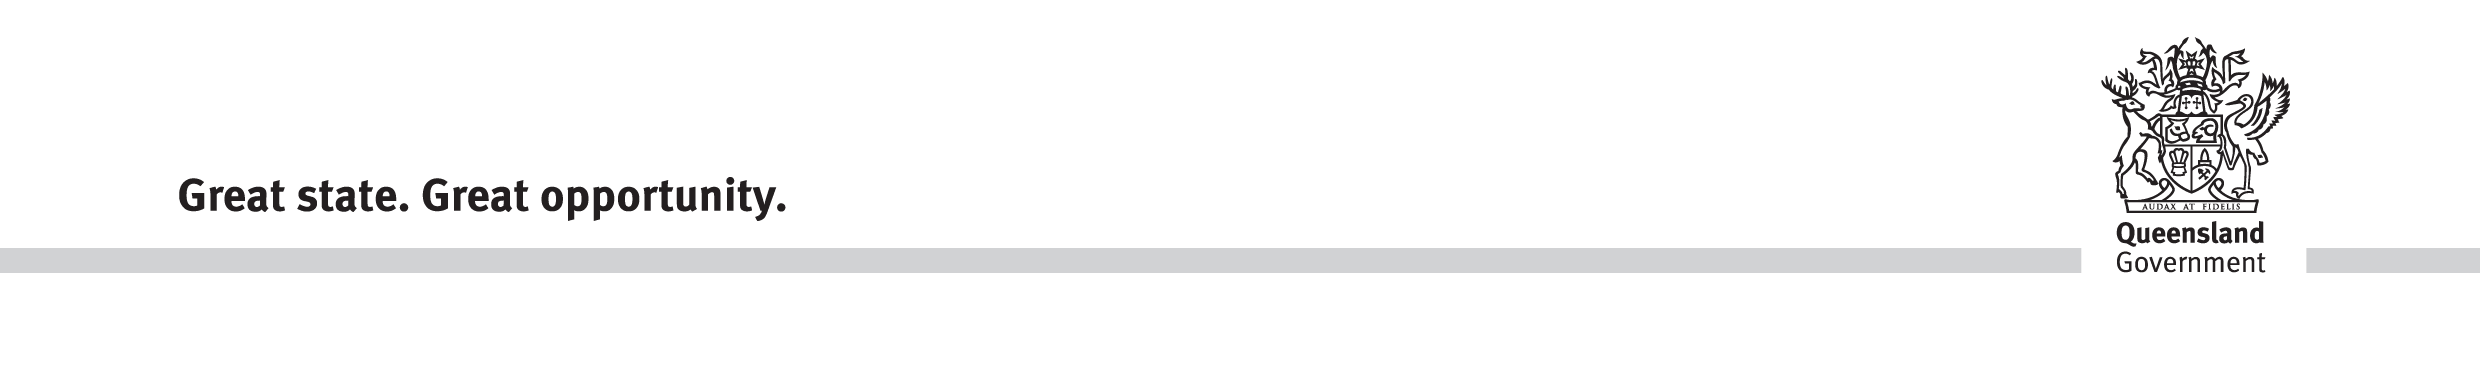 Great state. Great opportunity.
AUDAX AT FIDELIS
Queensland
Government